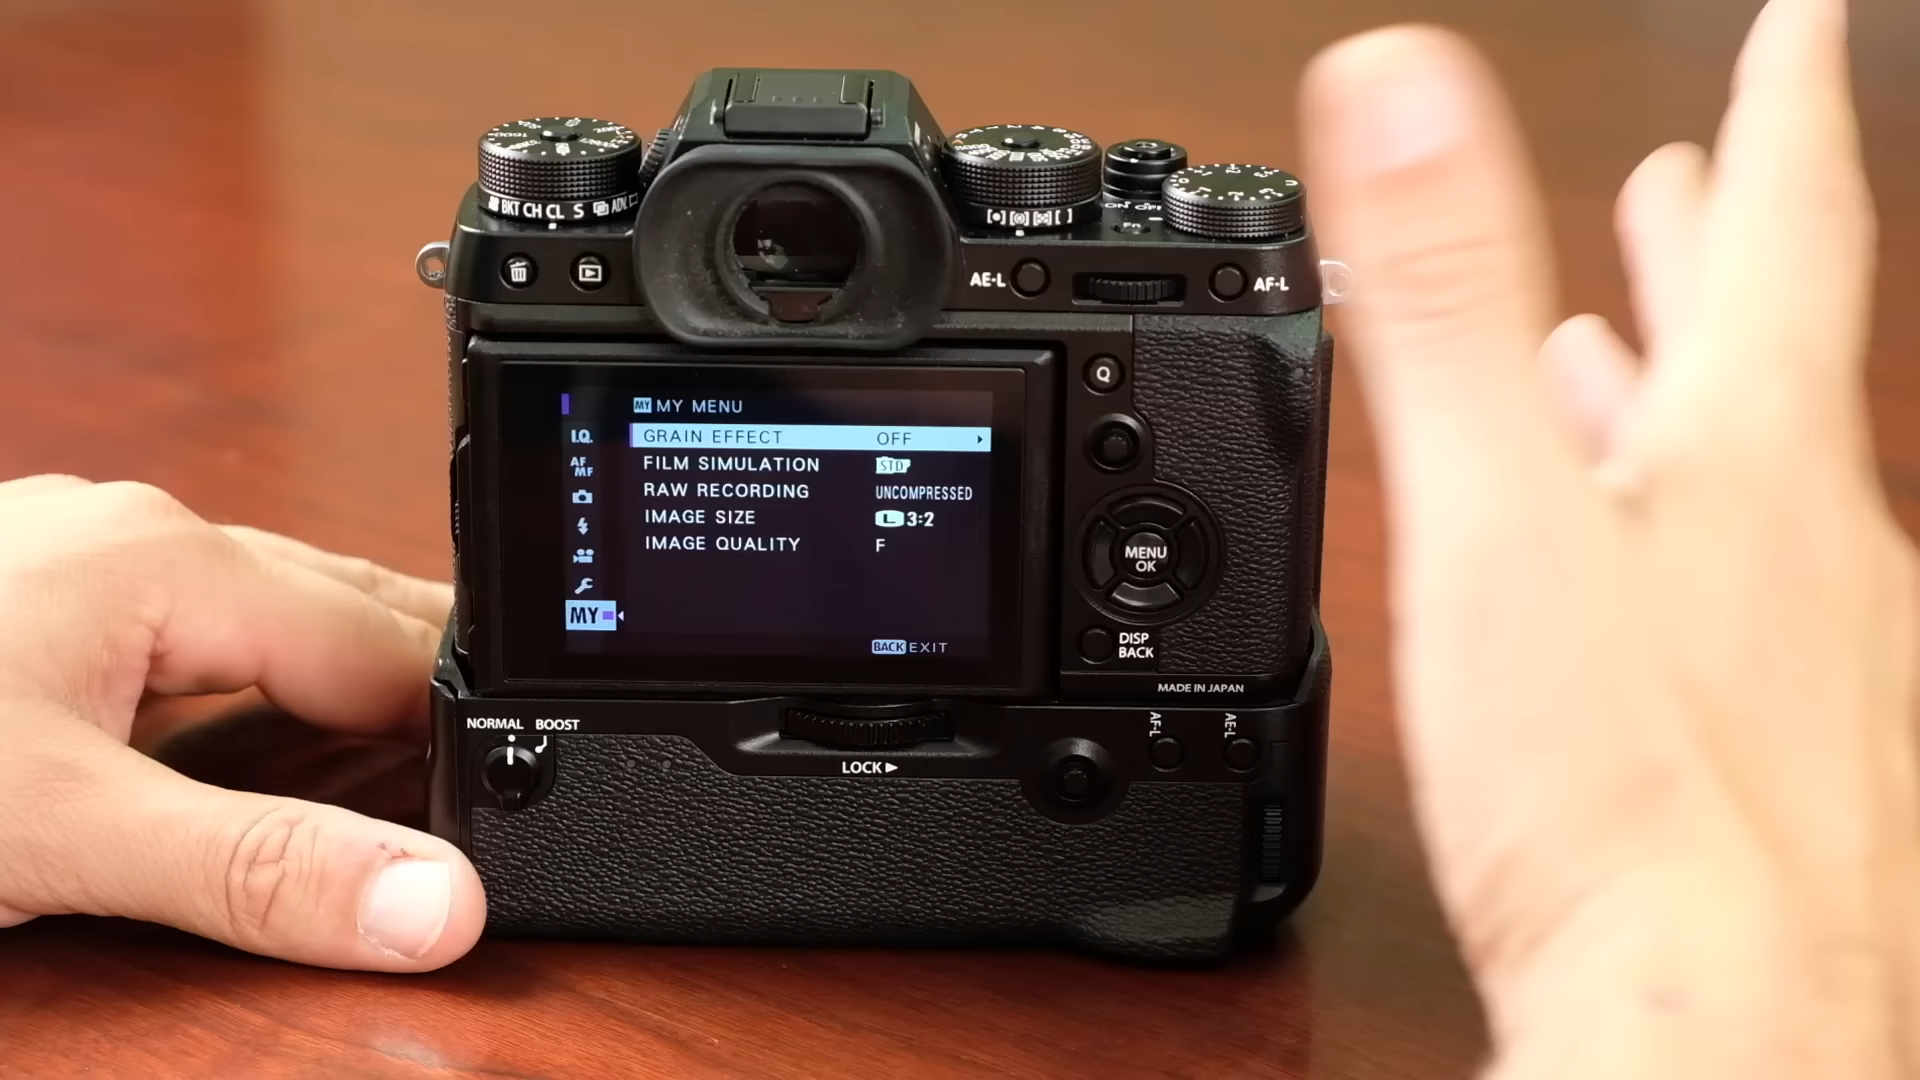 BKT CH CL S ADV.
ON OFF
Fn
AE-L
AF-L
Q
MY MY MENU
I.Q.
GRAIN EFFECT OFF
AF
MF
FILM SIMULATION STD
RAW RECORDING UNCOMPRESSED
IMAGE SIZE L 3:2
IMAGE QUALITY F
MY
BACK EXIT
MENU
OK
DISP
BACK
MADE IN JAPAN
NORMAL BOOST
LOCK
AF-L
AE-L